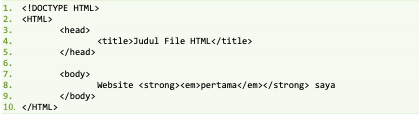 1. <!DOCTYPE HTML>
2. <HTML>
3.        <head>
4.               <title>Judul File HTML</title>
5.        </head>
6.
7.        <body>
8.               Website <strong><em>pertama</em></strong> saya
9.        </body>
10. </HTML>